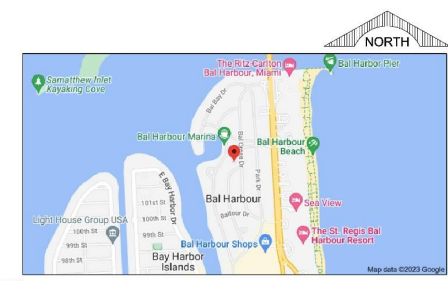 NORTH
The Ritz-Carlton
Bal Harbour, Miami
Bal Harbor Pier
Samatthew Inlet
Kayaking Cove
Bal Bay Dr
Bal Harbour Marina
Bal Cross Dr
Park Dr
Bal Harbour
Beach
E Bay Harbor Dr
101st St
Bal Harbour
Sea View
Light House Group USA
100th St
100th St
Balfour Dr
99th St
99th St
The St. Regis Bal
Harbour Resort
98th St
Bay Harbor
Islands
Bal Harbour Shops
Map data ©2023 Google